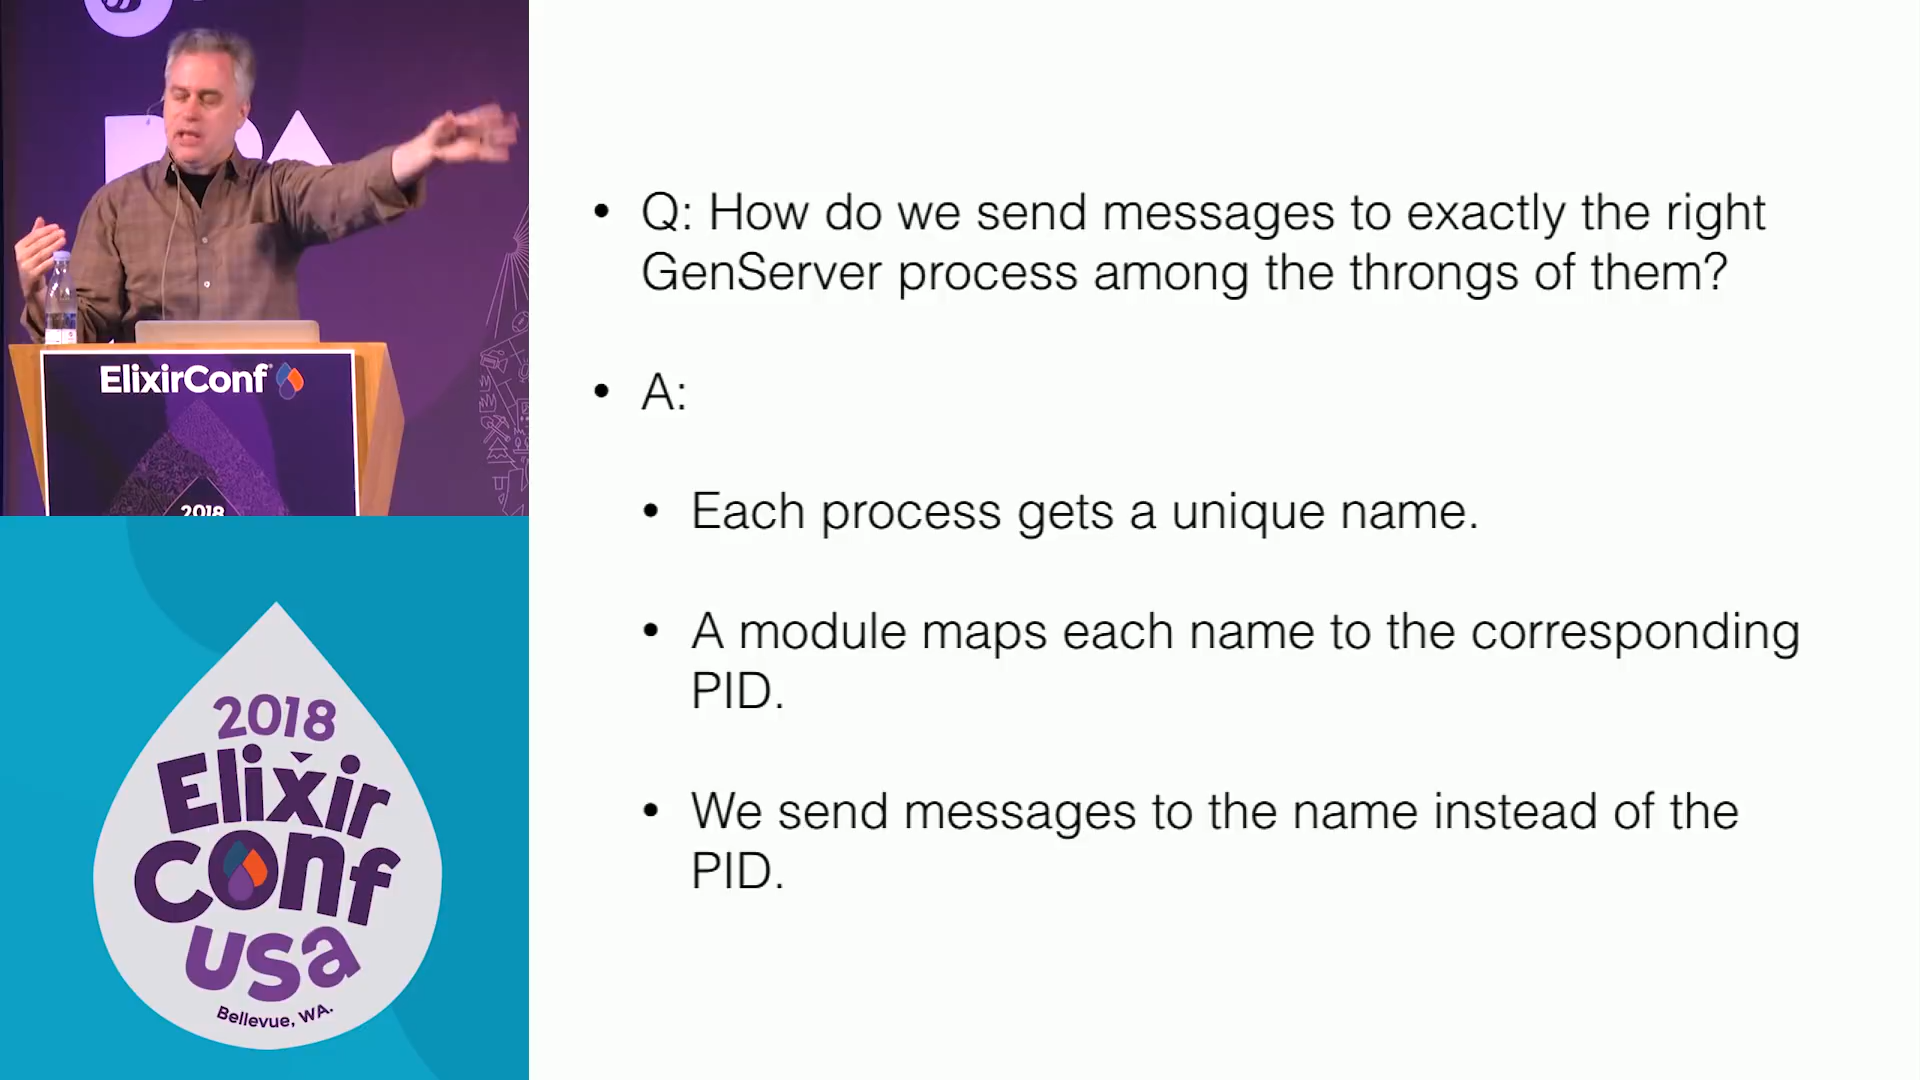 ElixirConf
2018
2018
Elixir
Conf
USA
Bellevue, WA.
• Q: How do we send messages to exactly the right
GenServer process among the throngs of them?
• A:
• Each process gets a unique name.
• A module maps each name to the corresponding
PID.
• We send messages to the name instead of the
PID.